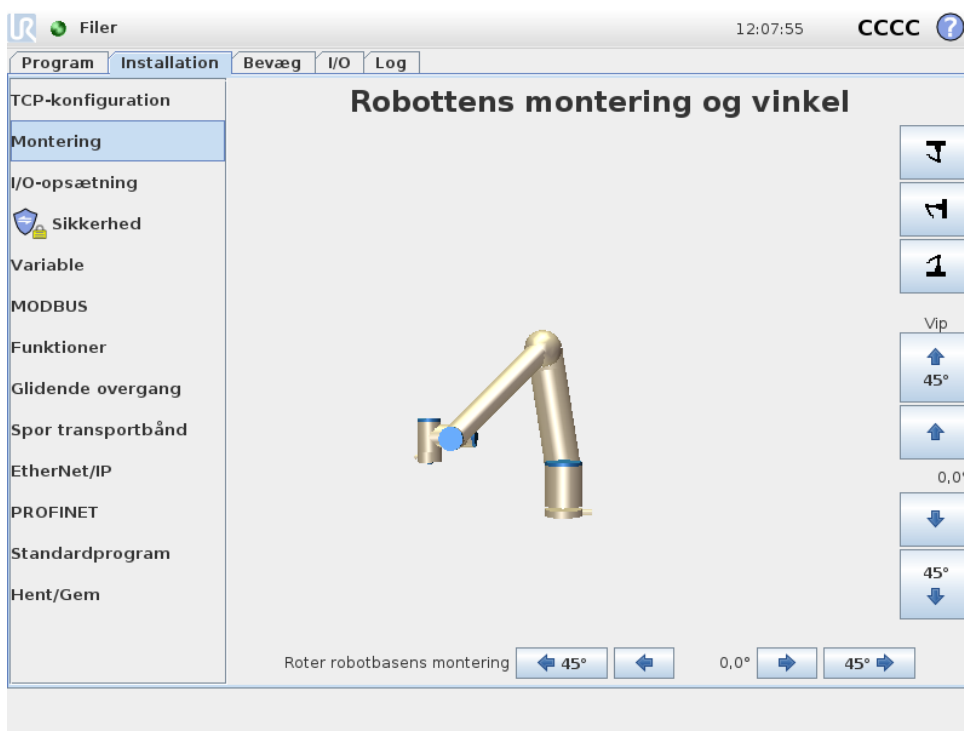 UR Filer 12:07:55 CCCC ?
Program Installation Bevæg I/O Log
TCP-konfiguration
Montering
I/O-opsætning
Sikkerhed
Variable
MODBUS
Funktioner
Glidende overgang
Spor transportbånd
EtherNet/IP
PROFINET
Standardprogram
Hent/Gem
Robottens montering og vinkel
Vip
45°
0,0°
45°
Roter robotbasens montering 45° 0,0° 45°